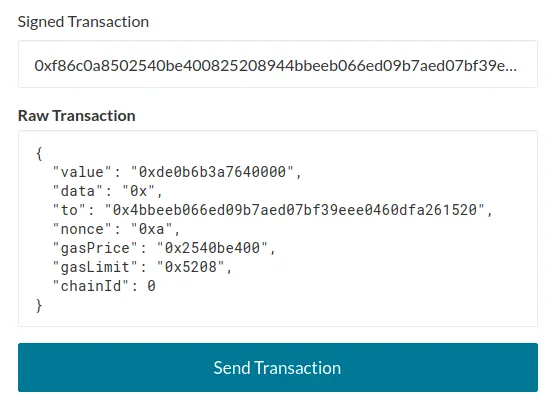 Signed Transaction
0xf86c0a8502540be400825208944bbeeb066ed09b7aed07bf39e...
Raw Transaction
{
"value": "0xde0b6b3a7640000",
"data": "0x",
"to": "0x4bbeeb066ed09b7aed07bf39eee0460dfa261520",
"nonce": "0xa",
"gasPrice": "0x2540be400",
"gasLimit": "0x5208",
"chainId": 0
}
Send Transaction